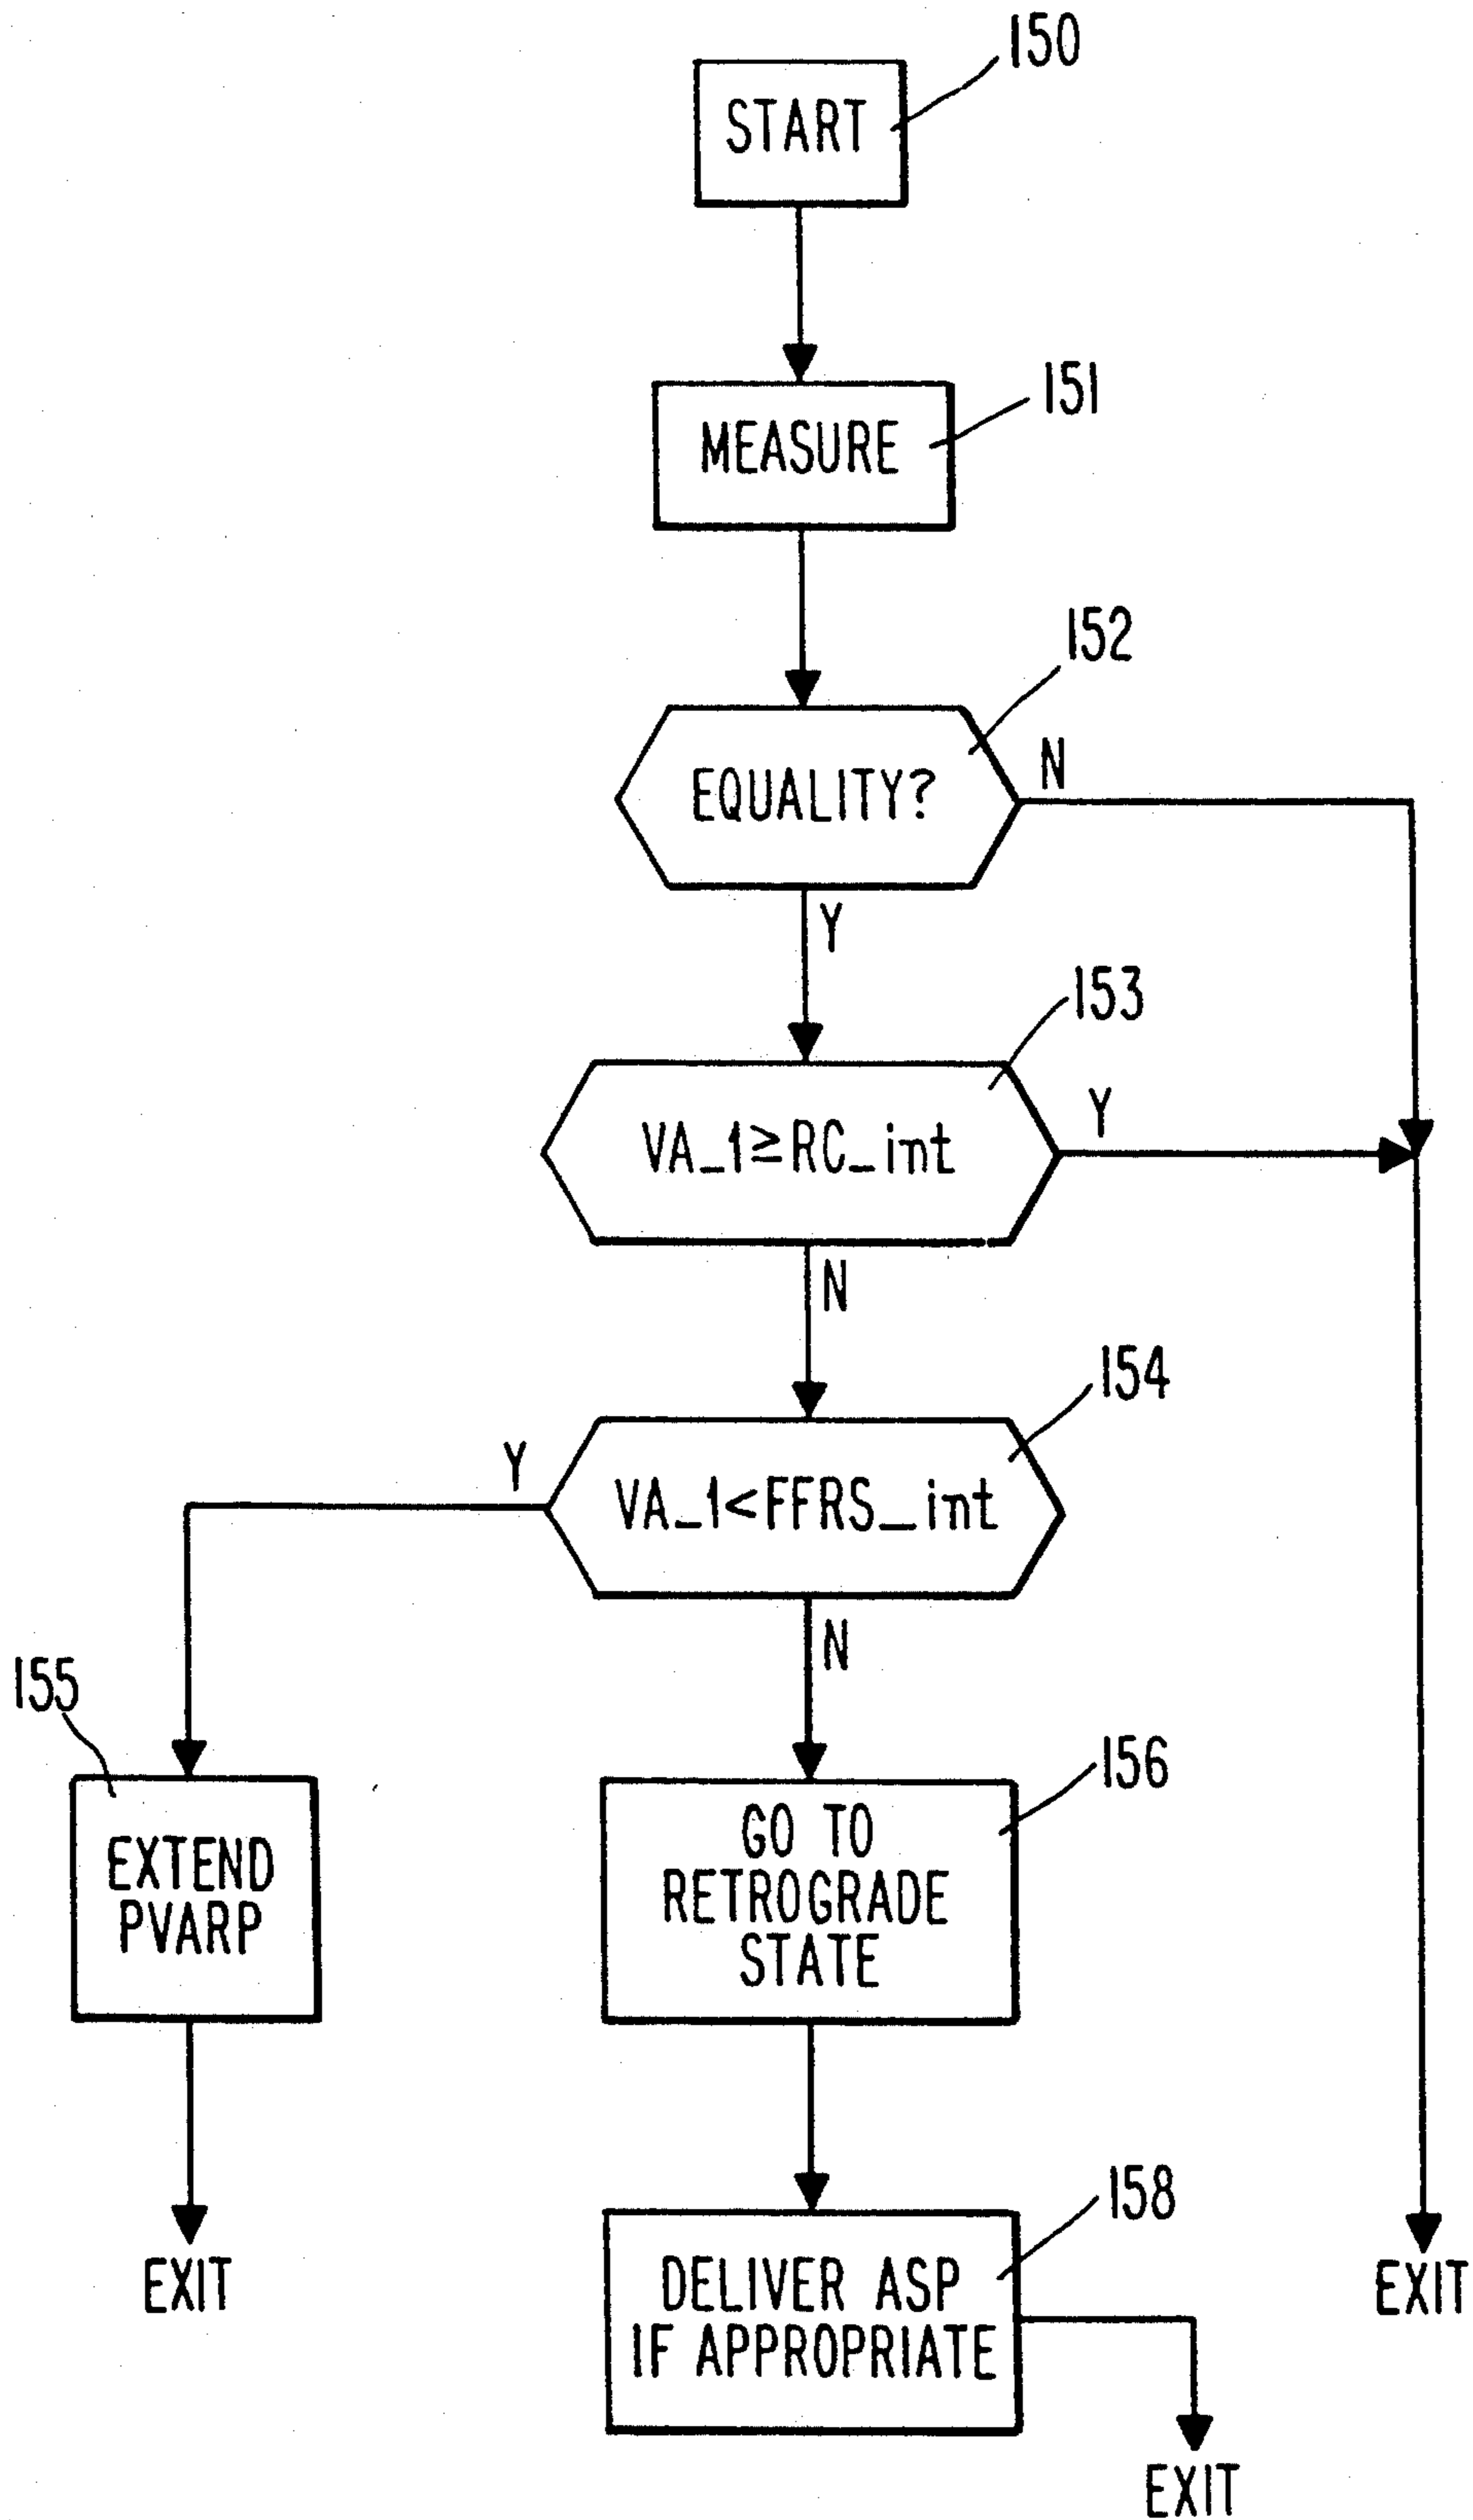 150
START
151
MEASURE
152
EQUALITY?
N
Y
153
VA_1≥RC_int
Y
N
154
VA_1<FFRS_int
Y
N
155
EXTEND
PVARP
156
GO TO
RETROGRADE
STATE
158
DELIVER ASP
IF APPROPRIATE
EXIT
EXIT
EXIT